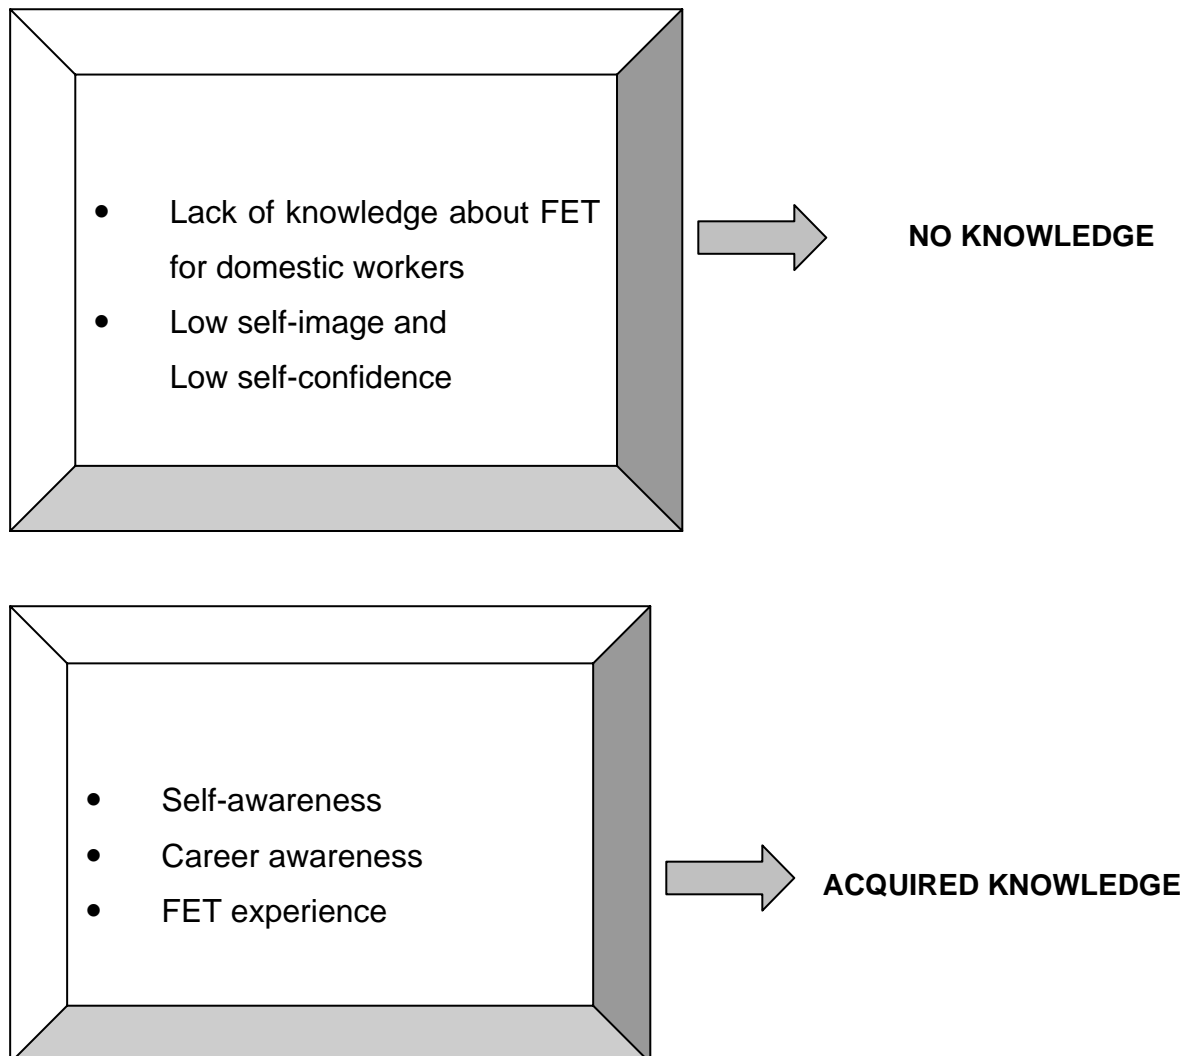 • Lack of knowledge about FET
for domestic workers
• Low self-image and
Low self-confidence
NO KNOWLEDGE
• Self-awareness
• Career awareness
• FET experience
ACQUIRED KNOWLEDGE